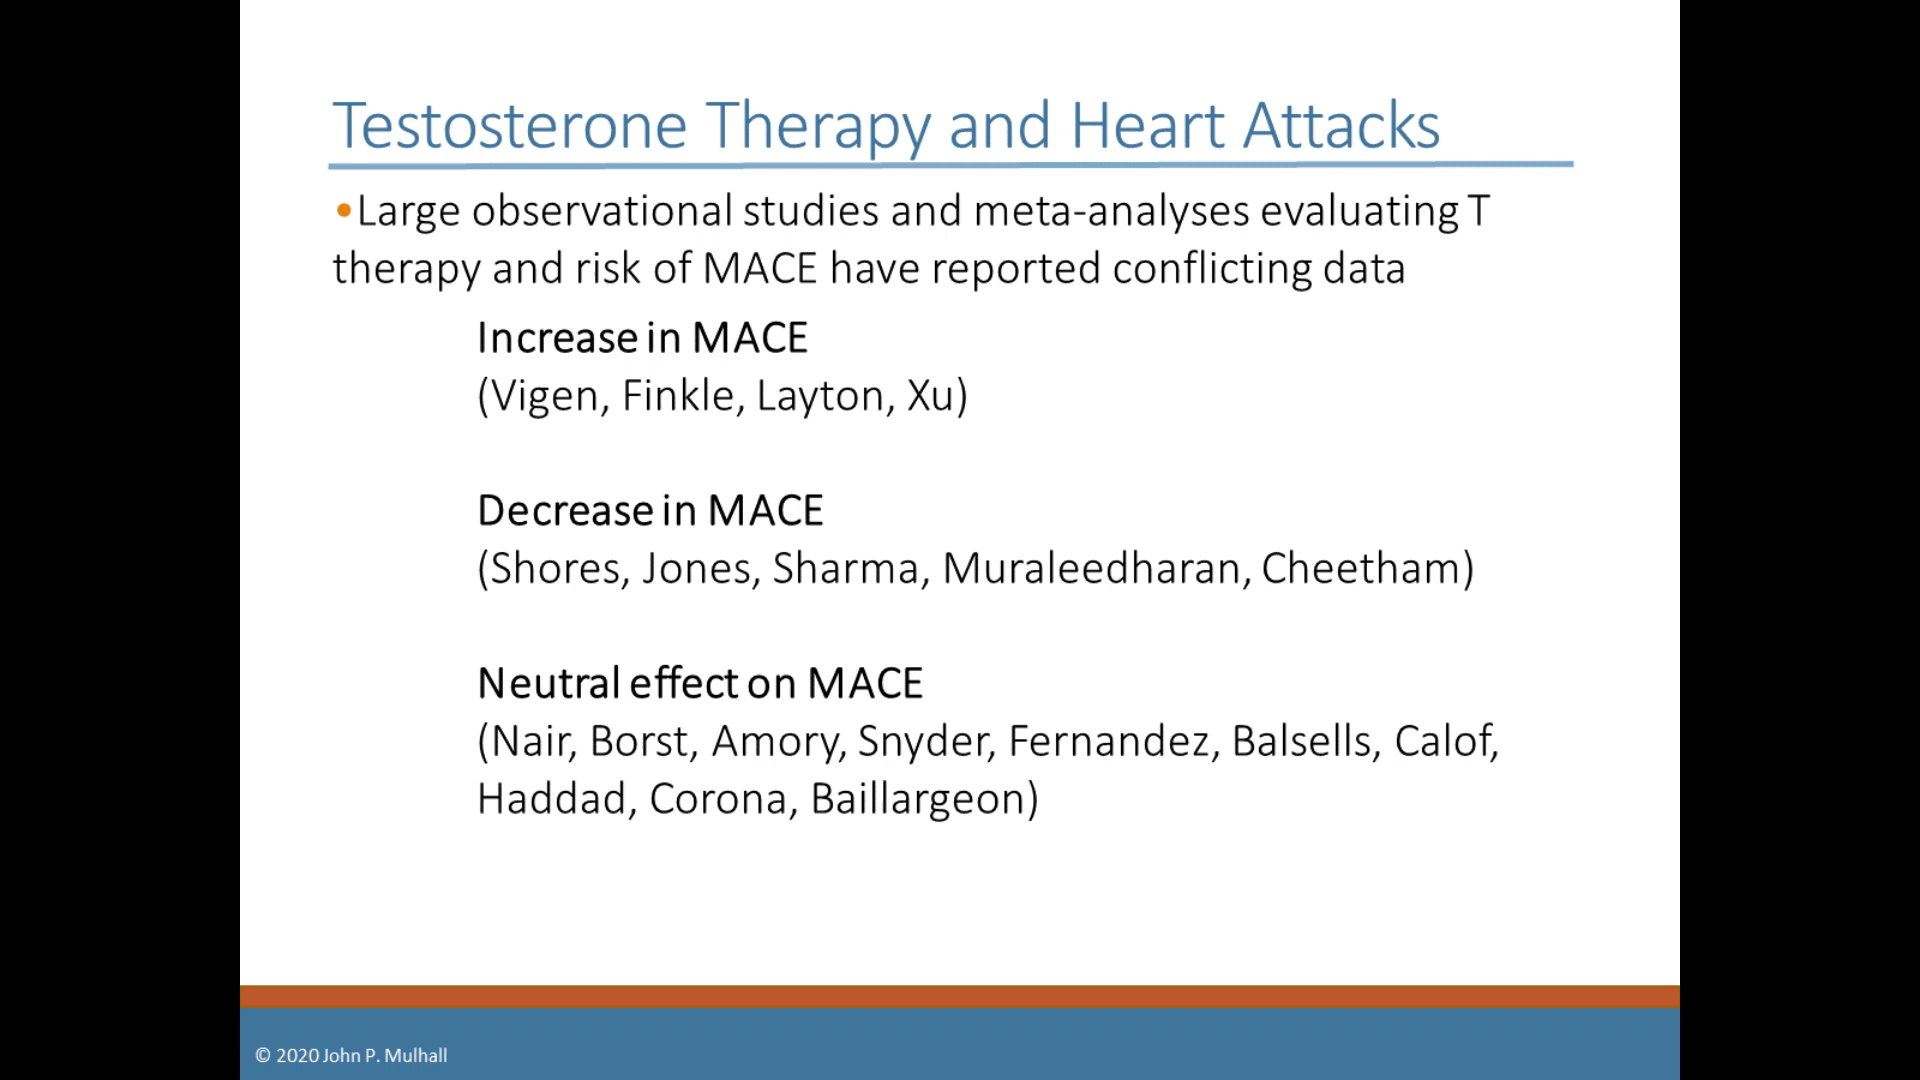 Testosterone Therapy and Heart Attacks
•Large observational studies and meta-analyses evaluating T
therapy and risk of MACE have reported conflicting data
Increase in MACE
(Vigen, Finkle, Layton, Xu)
Decrease in MACE
(Shores, Jones, Sharma, Muraleedharan, Cheetham)
Neutral effect on MACE
(Nair, Borst, Amory, Snyder, Fernandez, Balsells, Calof,
Haddad, Corona, Baillargeon)
© 2020 John P. Mulhall